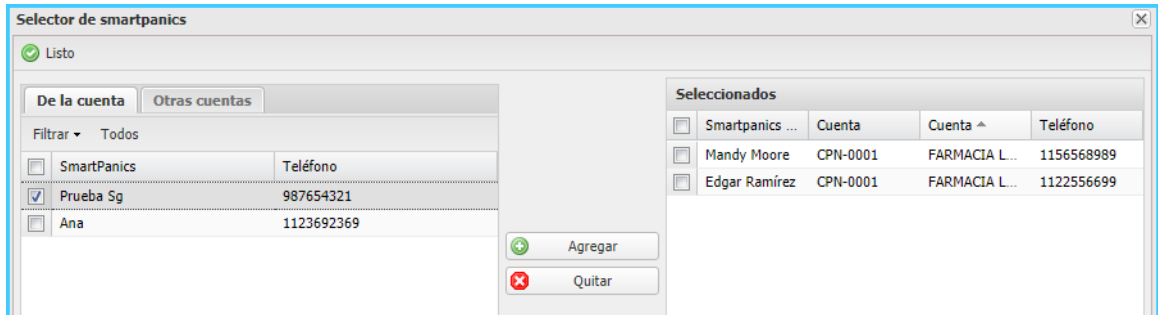 Selector de smartpanics
Listo
De la cuenta Otras cuentas
Filtrar Todos
SmartPanics Teléfono
Prueba Sg 987654321
Ana 1123692369
Agregar
Quitar
Seleccionados
Smartpanics ... Cuenta Cuenta Teléfono
Mandy Moore CPN-0001 FARMACIA L... 1156568989
Edgar Ramírez CPN-0001 FARMACIA L... 1122556699